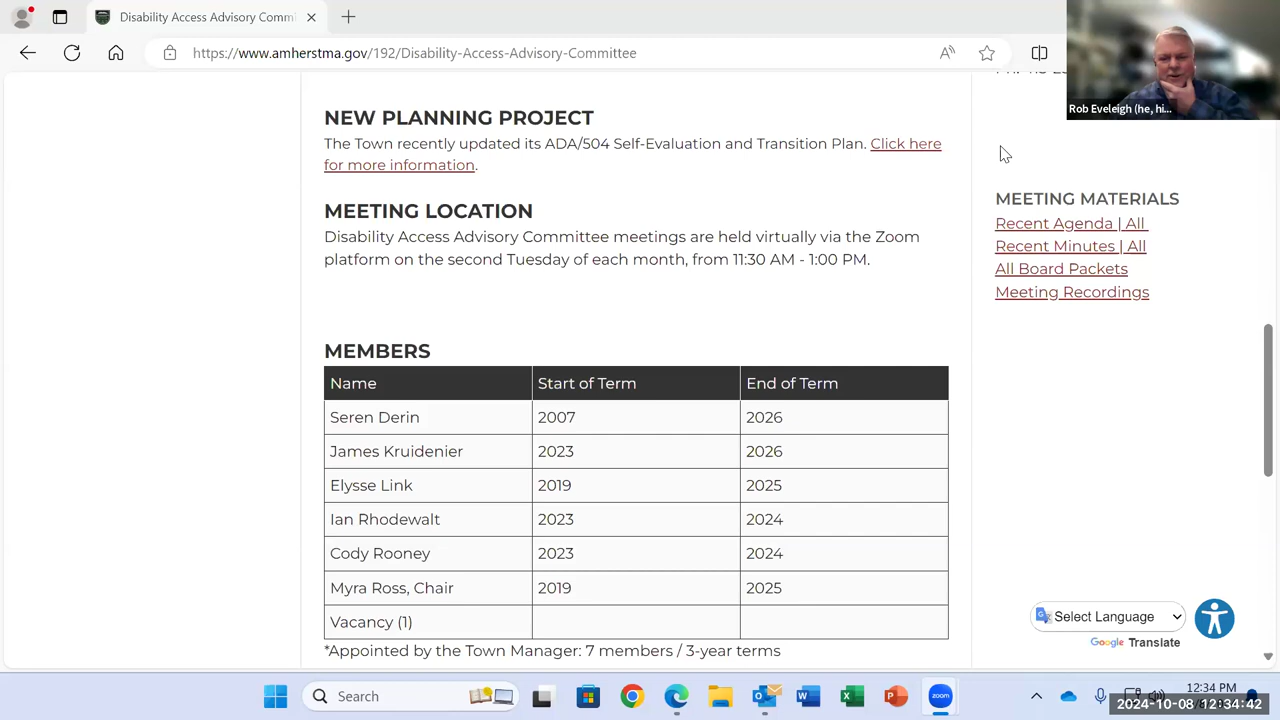 Disability Access Advisory Comm
https://www.amherstma.gov/192/Disability-Access-Advisory-Committee
Rob Eveleigh (he, hi...
NEW PLANNING PROJECT
The Town recently updated its ADA/504 Self-Evaluation and Transition Plan. Click here
for more information.
MEETING LOCATION
Disability Access Advisory Committee meetings are held virtually via the Zoom
platform on the second Tuesday of each month, from 11:30 AM - 1:00 PM.
MEETING MATERIALS
Recent Agenda | All
Recent Minutes | All
All Board Packets
Meeting Recordings
MEMBERS
Name Start of Term End of Term
Seren Derin 2007 2026
James Kruidenier 2023 2026
Elysse Link 2019 2025
Ian Rhodewalt 2023 2024
Cody Rooney 2023 2024
Myra Ross, Chair 2019 2025
Vacancy (1)
*Appointed by the Town Manager: 7 members / 3-year terms
Select Language
Google Translate
Search
zoom
12:34 PM
2024-10-08 12:34:42